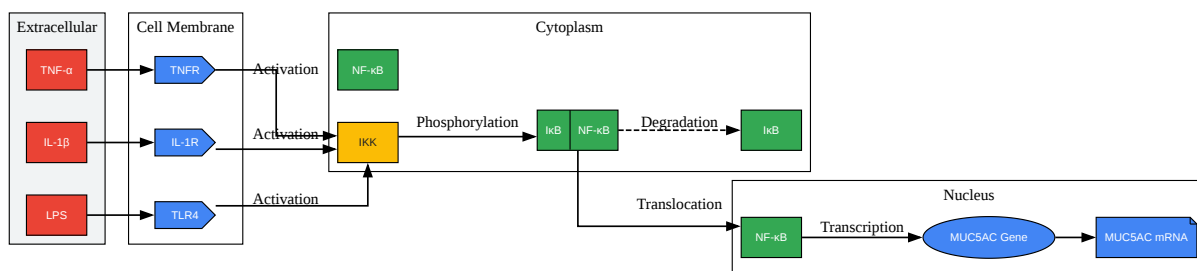 Extracellular
Cell Membrane
Cytoplasm
TNF-α
TNFR
Activation
NF-κB
IL-1β
IL-1R
Activation
IKK
Phosphorylation
IκB
NF-κB
Degradation
IκB
LPS
TLR4
Activation
Translocation
Nucleus
NF-κB
Transcription
MUC5AC Gene
MUC5AC mRNA